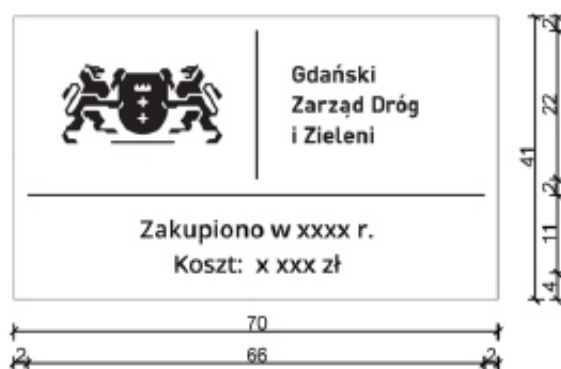 Gdański
Zarząd Dróg
i Zieleni
Zakupiono w xxxx r.
Koszt: x xxx zł
2
22
41
2
11
4
70
2
66
2